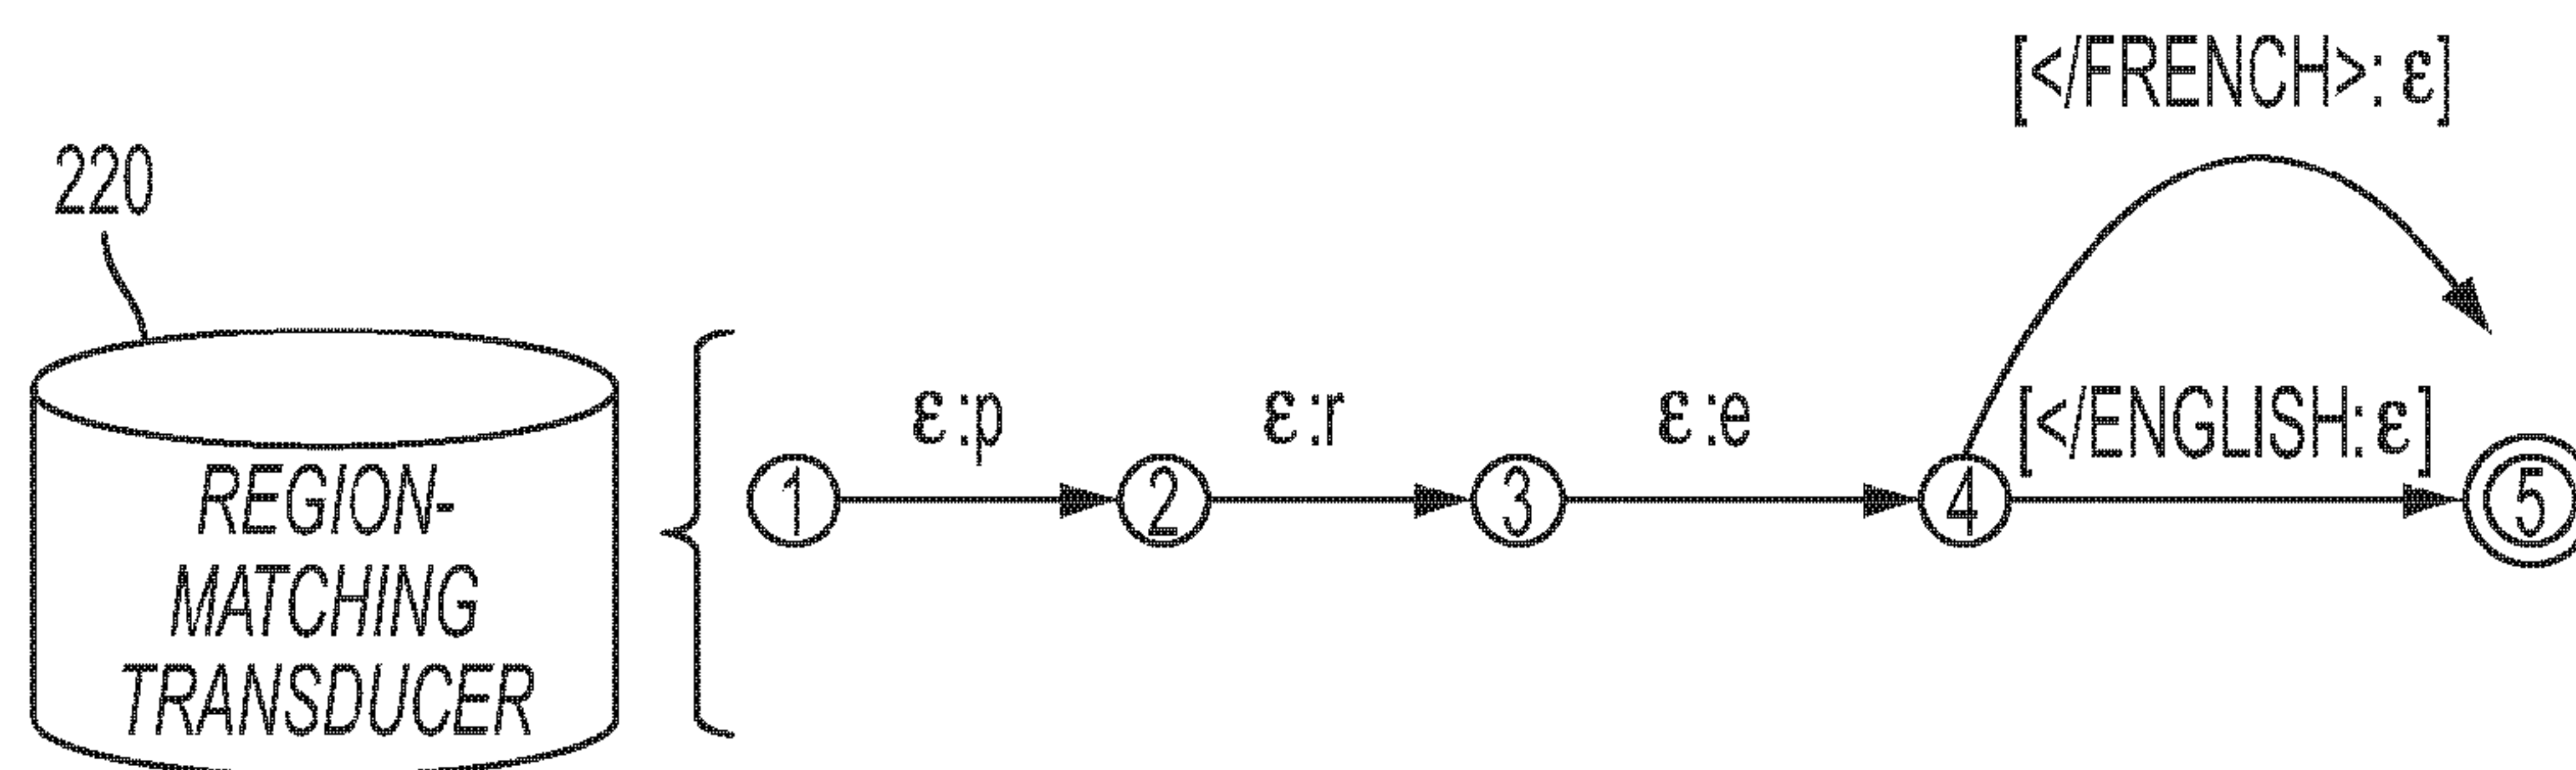 [</FRENCH>: ε]
220
ε :p
ε :r
ε :e
[</ENGLISH: ε]
1
2
3
4
5
REGION-
MATCHING
TRANSDUCER